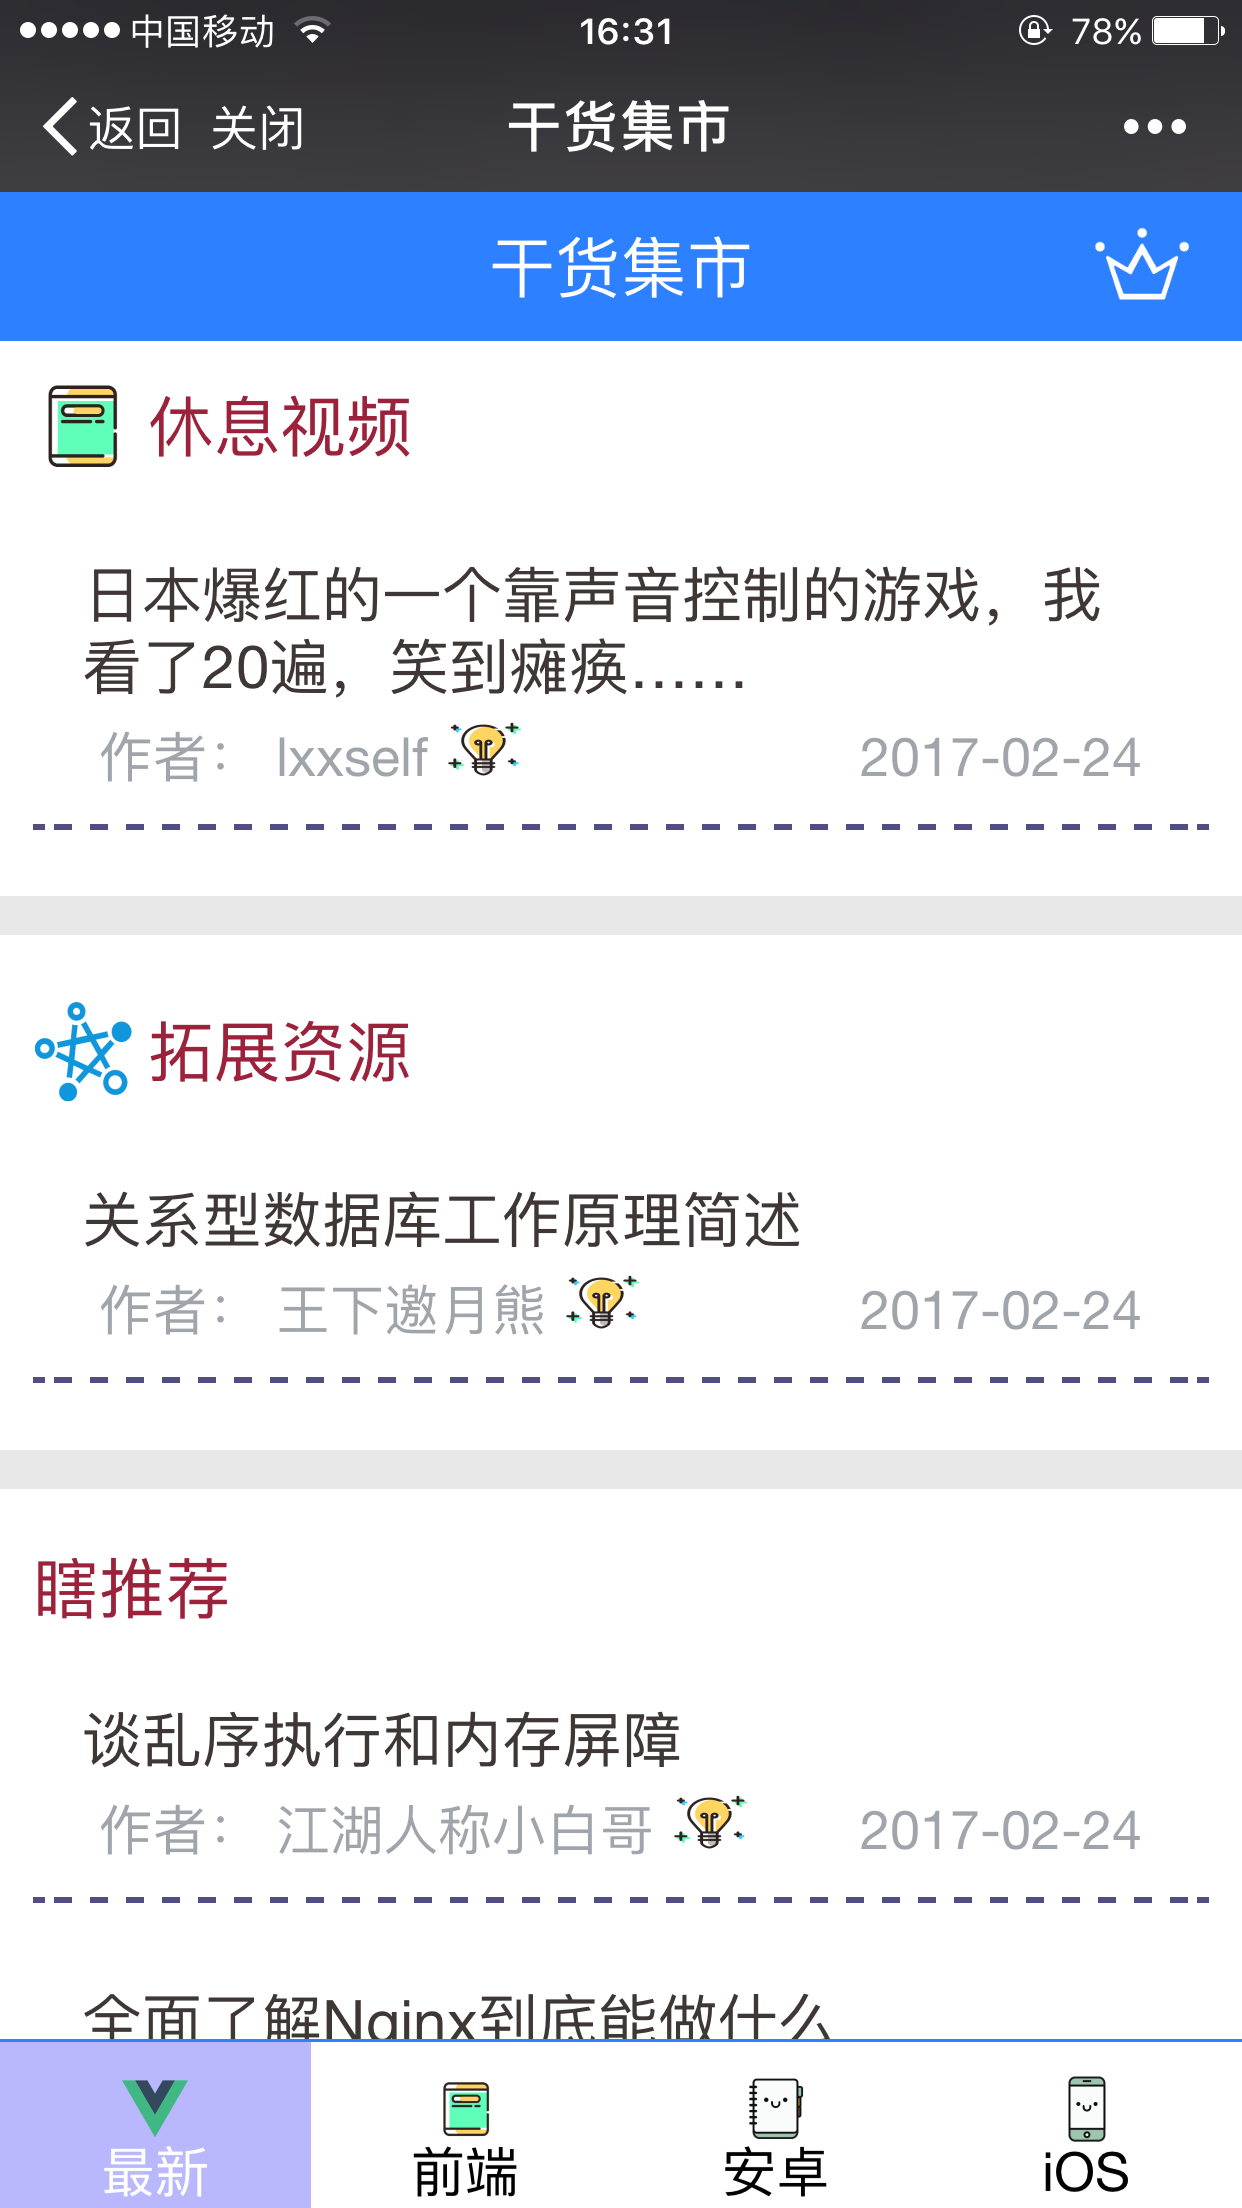 中国移动 16:31 78%
返回 关闭 干货集市
干货集市
休息视频
日本爆红的一个靠声音控制的游戏，我
看了20遍，笑到瘫痪……
作者： lxxself 2017-02-24
拓展资源
关系型数据库工作原理简述
作者： 王下邀月熊 2017-02-24
瞎推荐
谈乱序执行和内存屏障
作者： 江湖人称小白哥 2017-02-24
全面了解Nginx到底能做什么
最新 前端 安卓 iOS